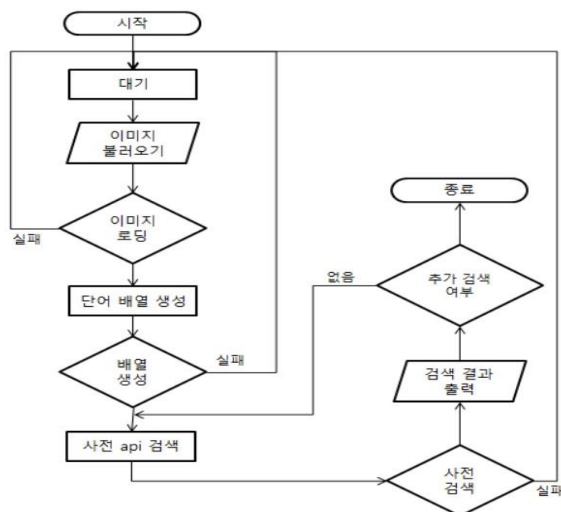 시작
대기
이미지
불러오기
이미지
로딩
실패
단어 배열 생성
배열
생성
실패
사전 api 검색
사전
검색
실패
검색 결과
출력
추가 검색
여부
없음
종료